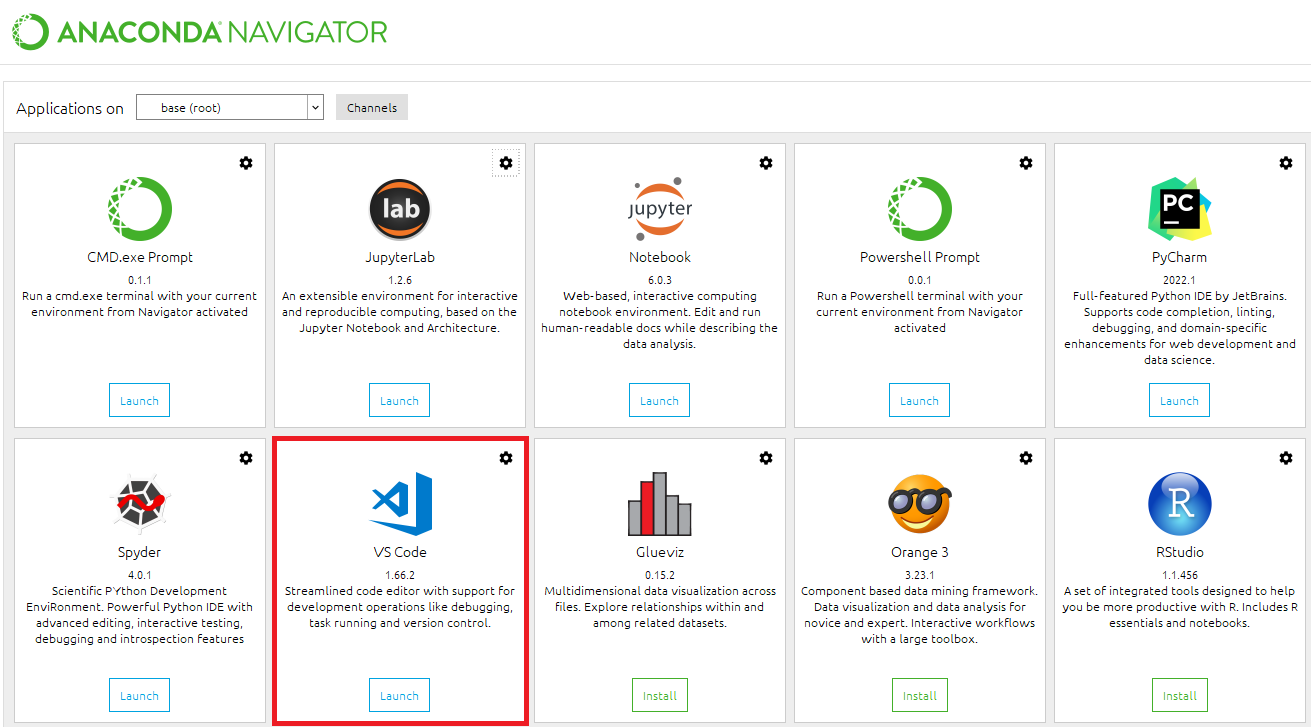 ANACONDA NAVIGATOR
Applications on
base (root)
Channels
CMD.exe Prompt
0.1.1
Run a cmd.exe terminal with your current
environment from Navigator activated
Launch
lab
JupyterLab
1.2.6
An extensible environment for interactive
and reproducible computing, based on the
Jupyter Notebook and Architecture.
Launch
jupyter
Notebook
6.0.3
Web-based, interactive computing
notebook environment. Edit and run
human-readable docs while describing the
data analysis.
Launch
Powershell Prompt
0.0.1
Run a Powershell terminal with your
current environment from Navigator
activated
Launch
PC
PyCharm
2022.1
Full-featured Python IDE by JetBrains.
Supports code completion, linting,
debugging, and domain-specific
enhancements for web development and
data science.
Launch
Spyder
4.0.1
Scientific PYthon Development
EnviRonment. Powerful Python IDE with
advanced editing, interactive testing,
debugging and introspection features
Launch
VS Code
1.66.2
Streamlined code editor with support for
development operations like debugging,
task running and version control.
Launch
Glueviz
0.15.2
Multidimensional data visualization across
files. Explore relationships within and
among related datasets.
Install
Orange 3
3.23.1
Component based data mining framework.
Data visualization and data analysis for
novice and expert. Interactive workflows
with a large toolbox.
Install
R
RStudio
1.1.456
A set of integrated tools designed to help
you be more productive with R. Includes R
essentials and notebooks.
Install